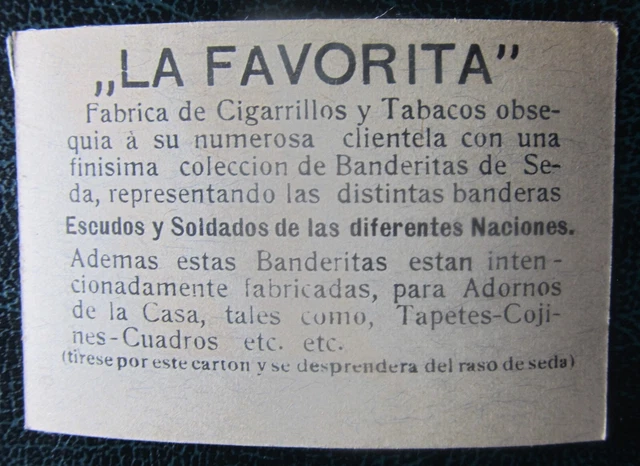 „LA FAVORITA”
Fabrica de Cigarrillos y Tabacos obse-
quia à su numerosa clientela con una
finisima coleccion de Banderitas de Se-
da, representando las distintas banderas
Escudos y Soldados de las diferentes Naciones.
Ademas estas Banderitas estan inten-
cionadamente fabricadas, para Adornos
de la Casa, tales como, Tapetes-Coji-
nes-Cuadros etc. etc.
(tirese por este carton y se desprendera del raso de seda)